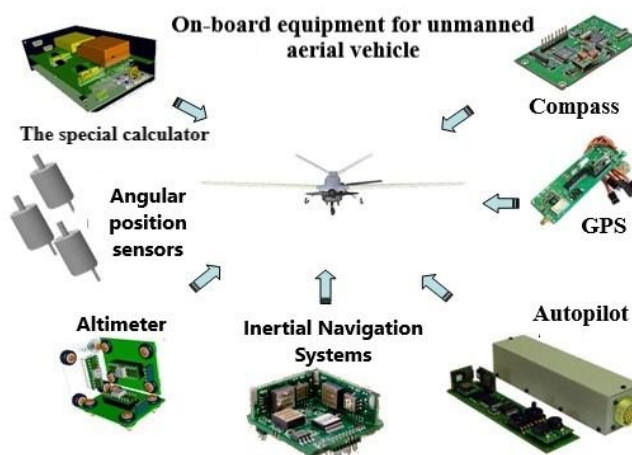 On-board equipment for unmanned
aerial vehicle
The special calculator
Compass
Angular
position
sensors
GPS
Altimeter
Inertial Navigation
Systems
Autopilot